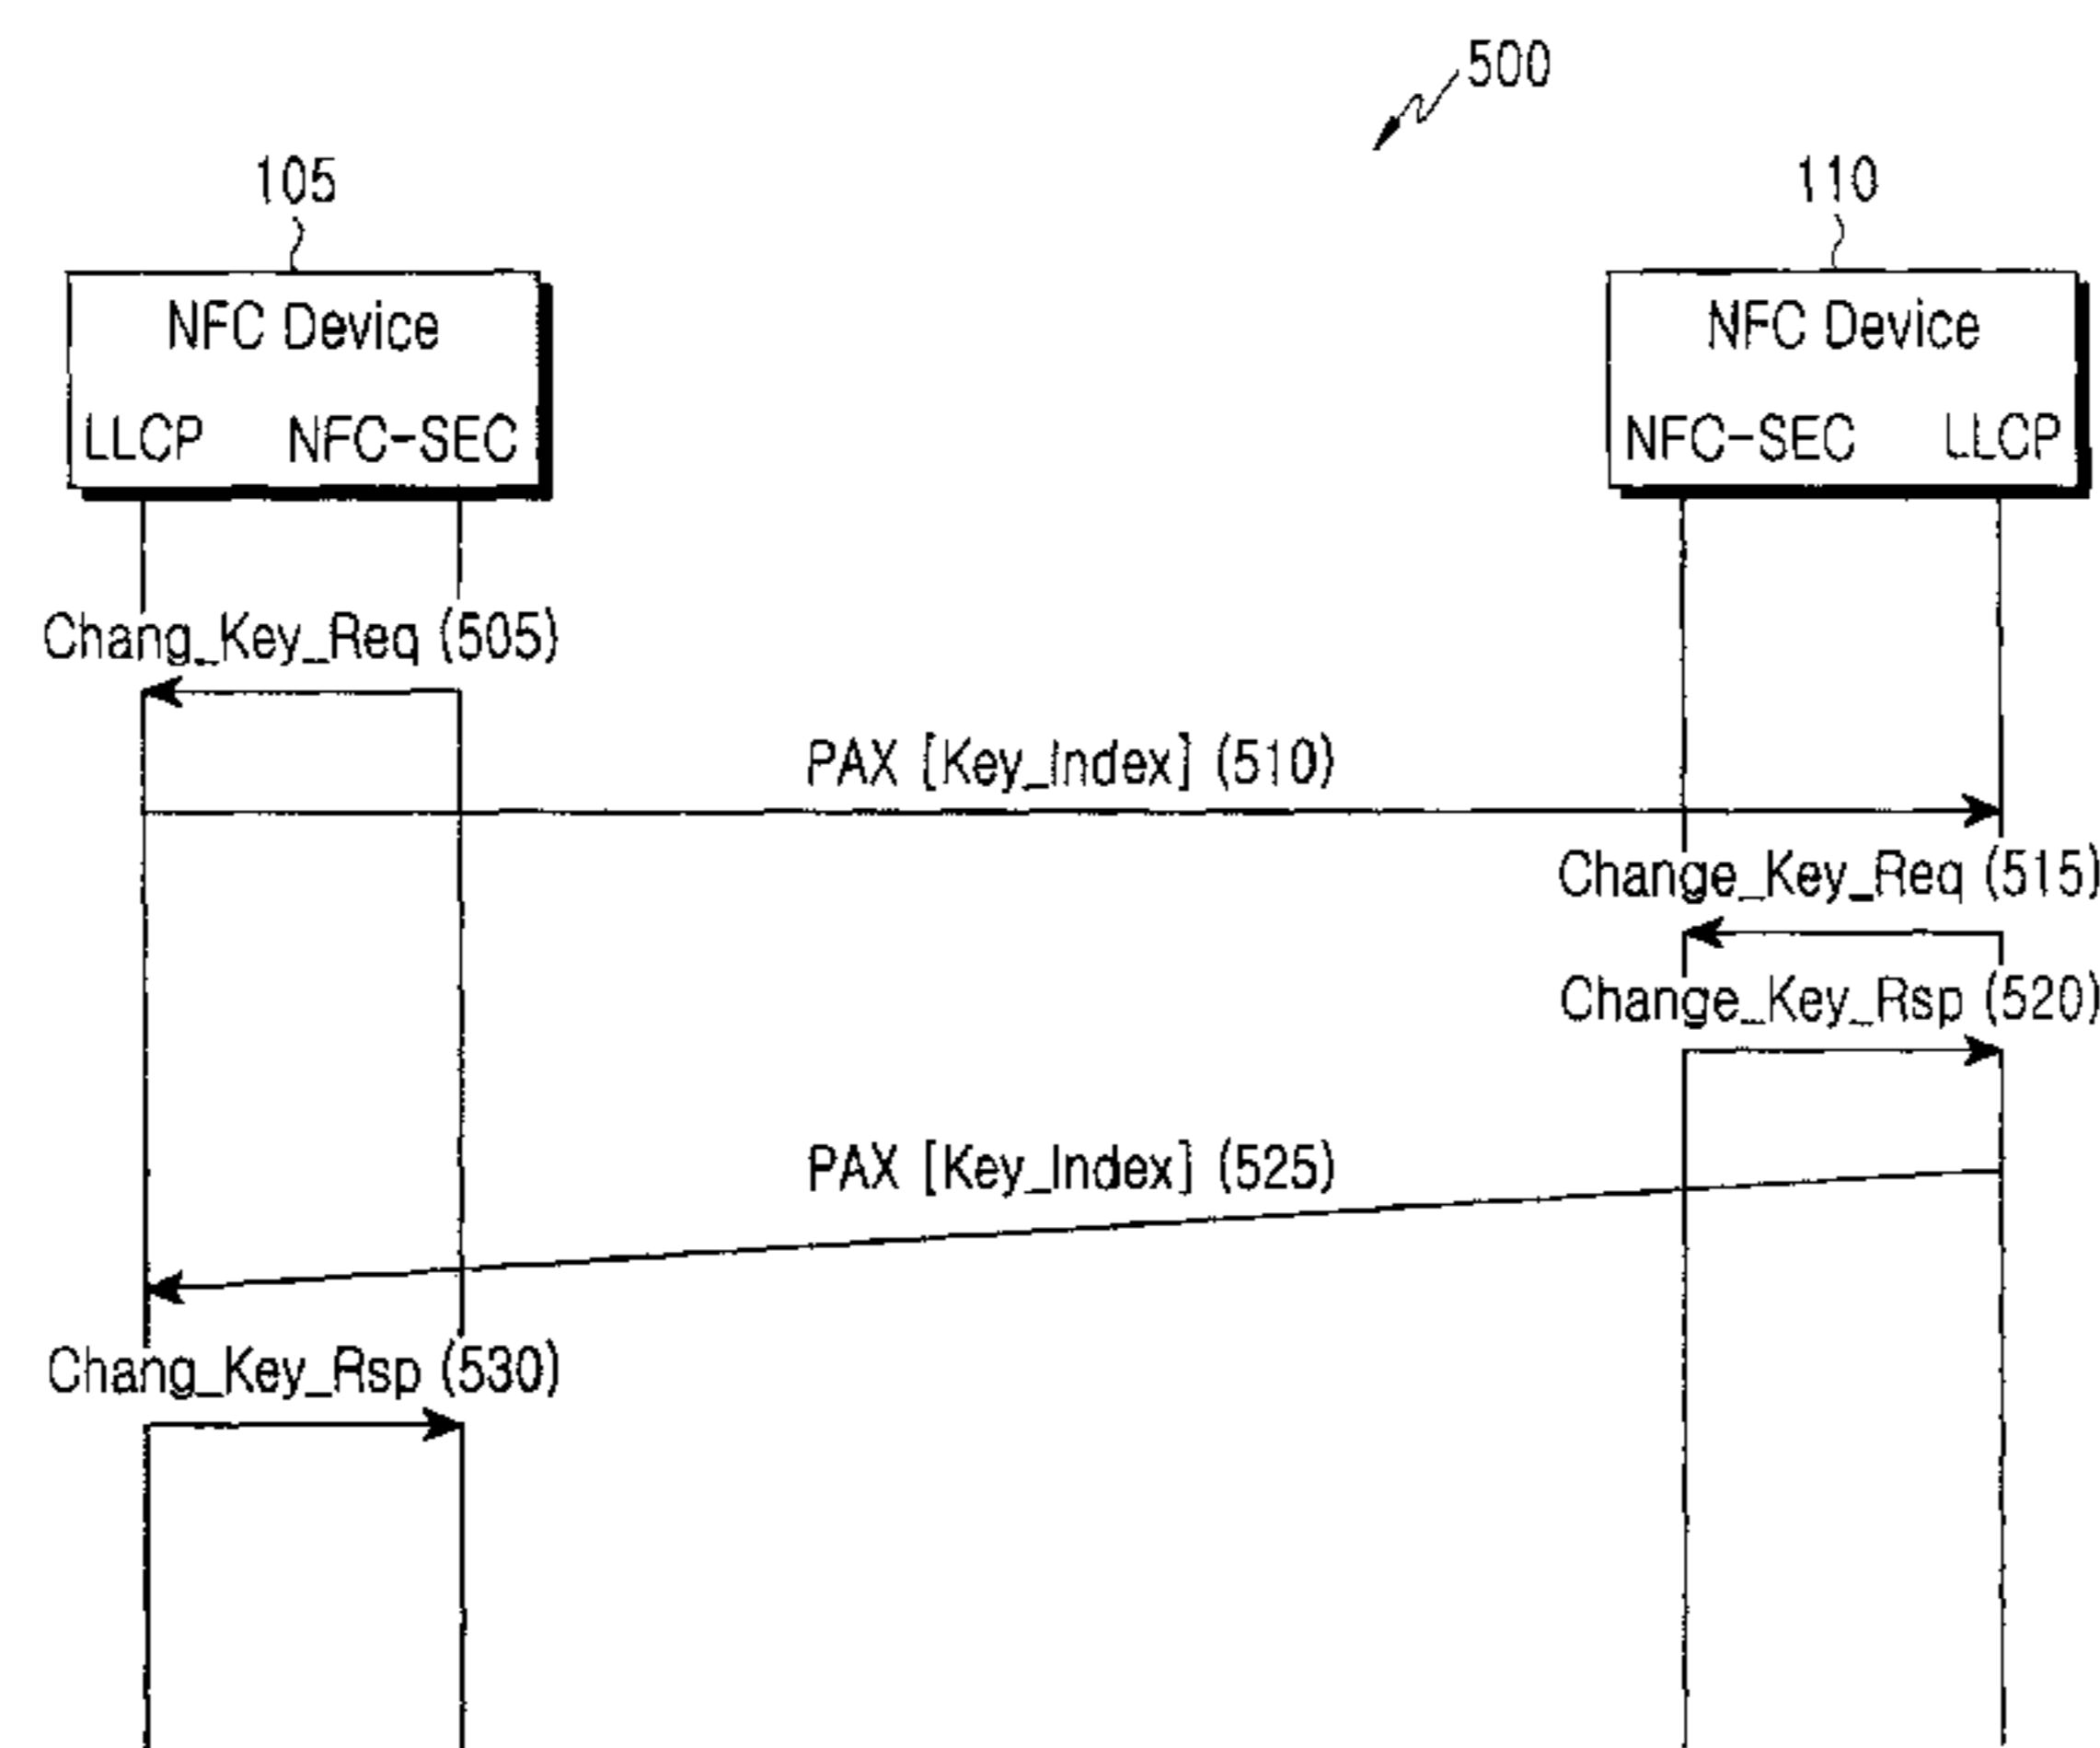 500
105
110
NFC Device
LLCP NFC-SEC
NFC Device
NFC-SEC LLCP
Chang_Key_Req (505)
PAX [Key_Index] (510)
Change_Key_Req (515)
Change_Key_Rsp (520)
PAX [Key_Index] (525)
Chang_Key_Rsp (530)